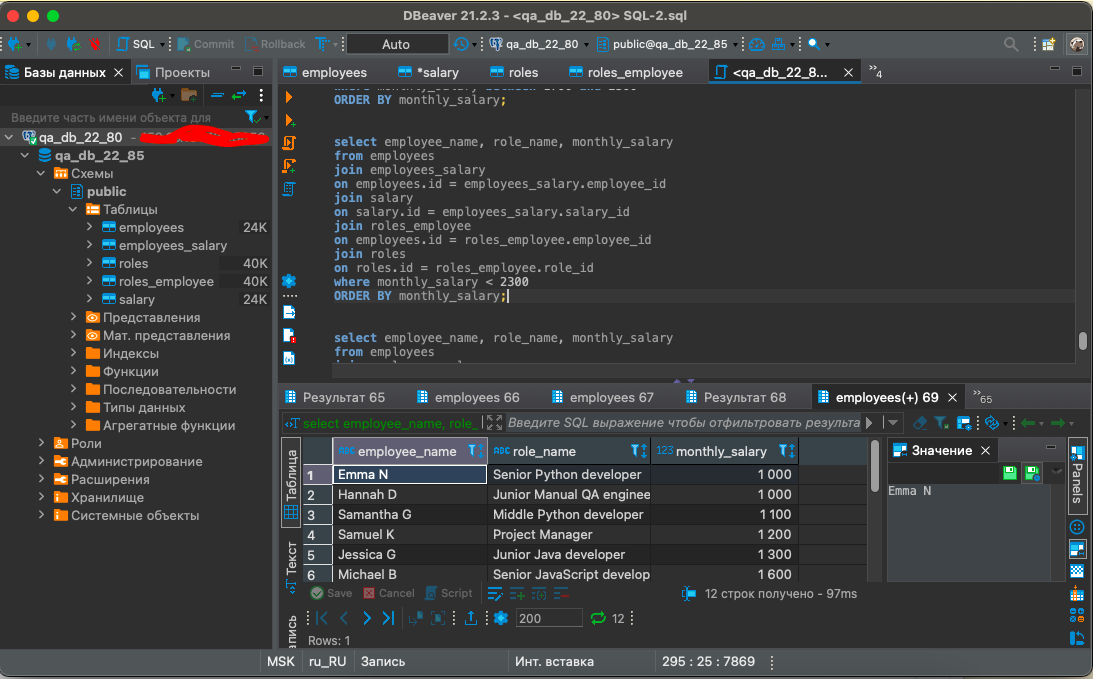 DBeaver 21.2.3 - <qa_db_22_80> SQL-2.sql
SQL
Commit
Rollback
Auto
qa_db_22_80
public@qa_db_22_85
Базы данных
Проекты
employees
*salary
roles
roles_employee
<qa_db_22_8...
»4
Введите часть имени объекта для
qa_db_22_80 -
qa_db_22_85
Схемы
public
Таблицы
employees 24K
employees_salary
roles 40K
roles_employee 40K
salary 24K
Представления
Мат. представления
Индексы
Функции
Последовательности
Типы данных
Агрегатные функции
Роли
Администрирование
Расширения
Хранилище
Системные объекты
ORDER BY monthly_salary;
select employee_name, role_name, monthly_salary
from employees
join employees_salary
on employees.id = employees_salary.employee_id
join salary
on salary.id = employees_salary.salary_id
join roles_employee
on employees.id = roles_employee.employee_id
join roles
on roles.id = roles_employee.role_id
where monthly_salary < 2300
ORDER BY monthly_salary;
select employee_name, role_name, monthly_salary
from employees
Результат 65
employees 66
employees 67
Результат 68
employees(+) 69
»65
select employee_name, role_
Введите SQL выражение чтобы отфильтровать результа
Таблица
Текст
апись
ABC employee_name
ABC role_name
123 monthly_salary
1 Emma N Senior Python developer 1 000
2 Hannah D Junior Manual QA enginee 1 000
3 Samantha G Middle Python developer 1 100
4 Samuel K Project Manager 1 200
5 Jessica G Junior Java developer 1 300
6 Michael B Senior JavaScript develop 1 600
Значение
Emma N
Panels
Save
Cancel
Script
12 строк получено - 97ms
200
12
Rows: 1
MSK
ru_RU
Запись
Инт. вставка
295 : 25 : 7869